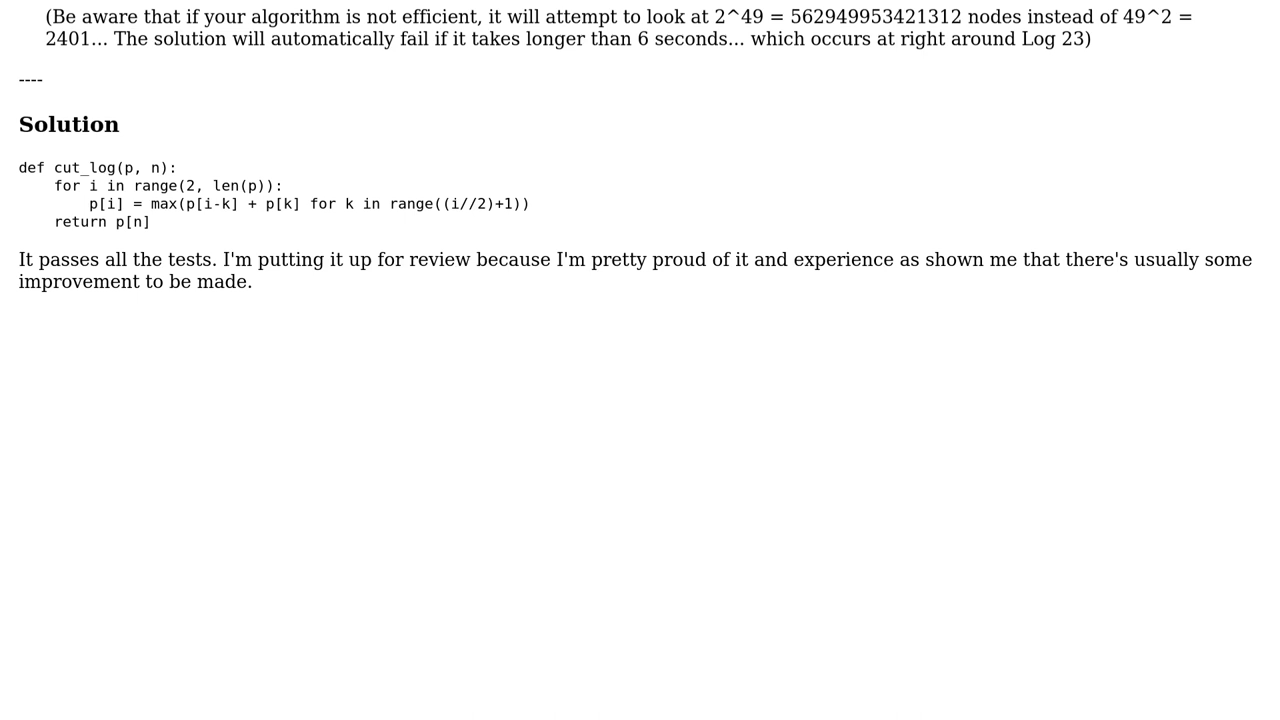 (Be aware that if your algorithm is not efficient, it will attempt to look at 2^49 = 562949953421312 nodes instead of 49^2 =
2401... The solution will automatically fail if it takes longer than 6 seconds... which occurs at right around Log 23)
----
Solution
def cut_log(p, n):
    for i in range(2, len(p)):
        p[i] = max(p[i-k] + p[k] for k in range((i//2)+1))
    return p[n]
It passes all the tests. I'm putting it up for review because I'm pretty proud of it and experience as shown me that there's usually some
improvement to be made.